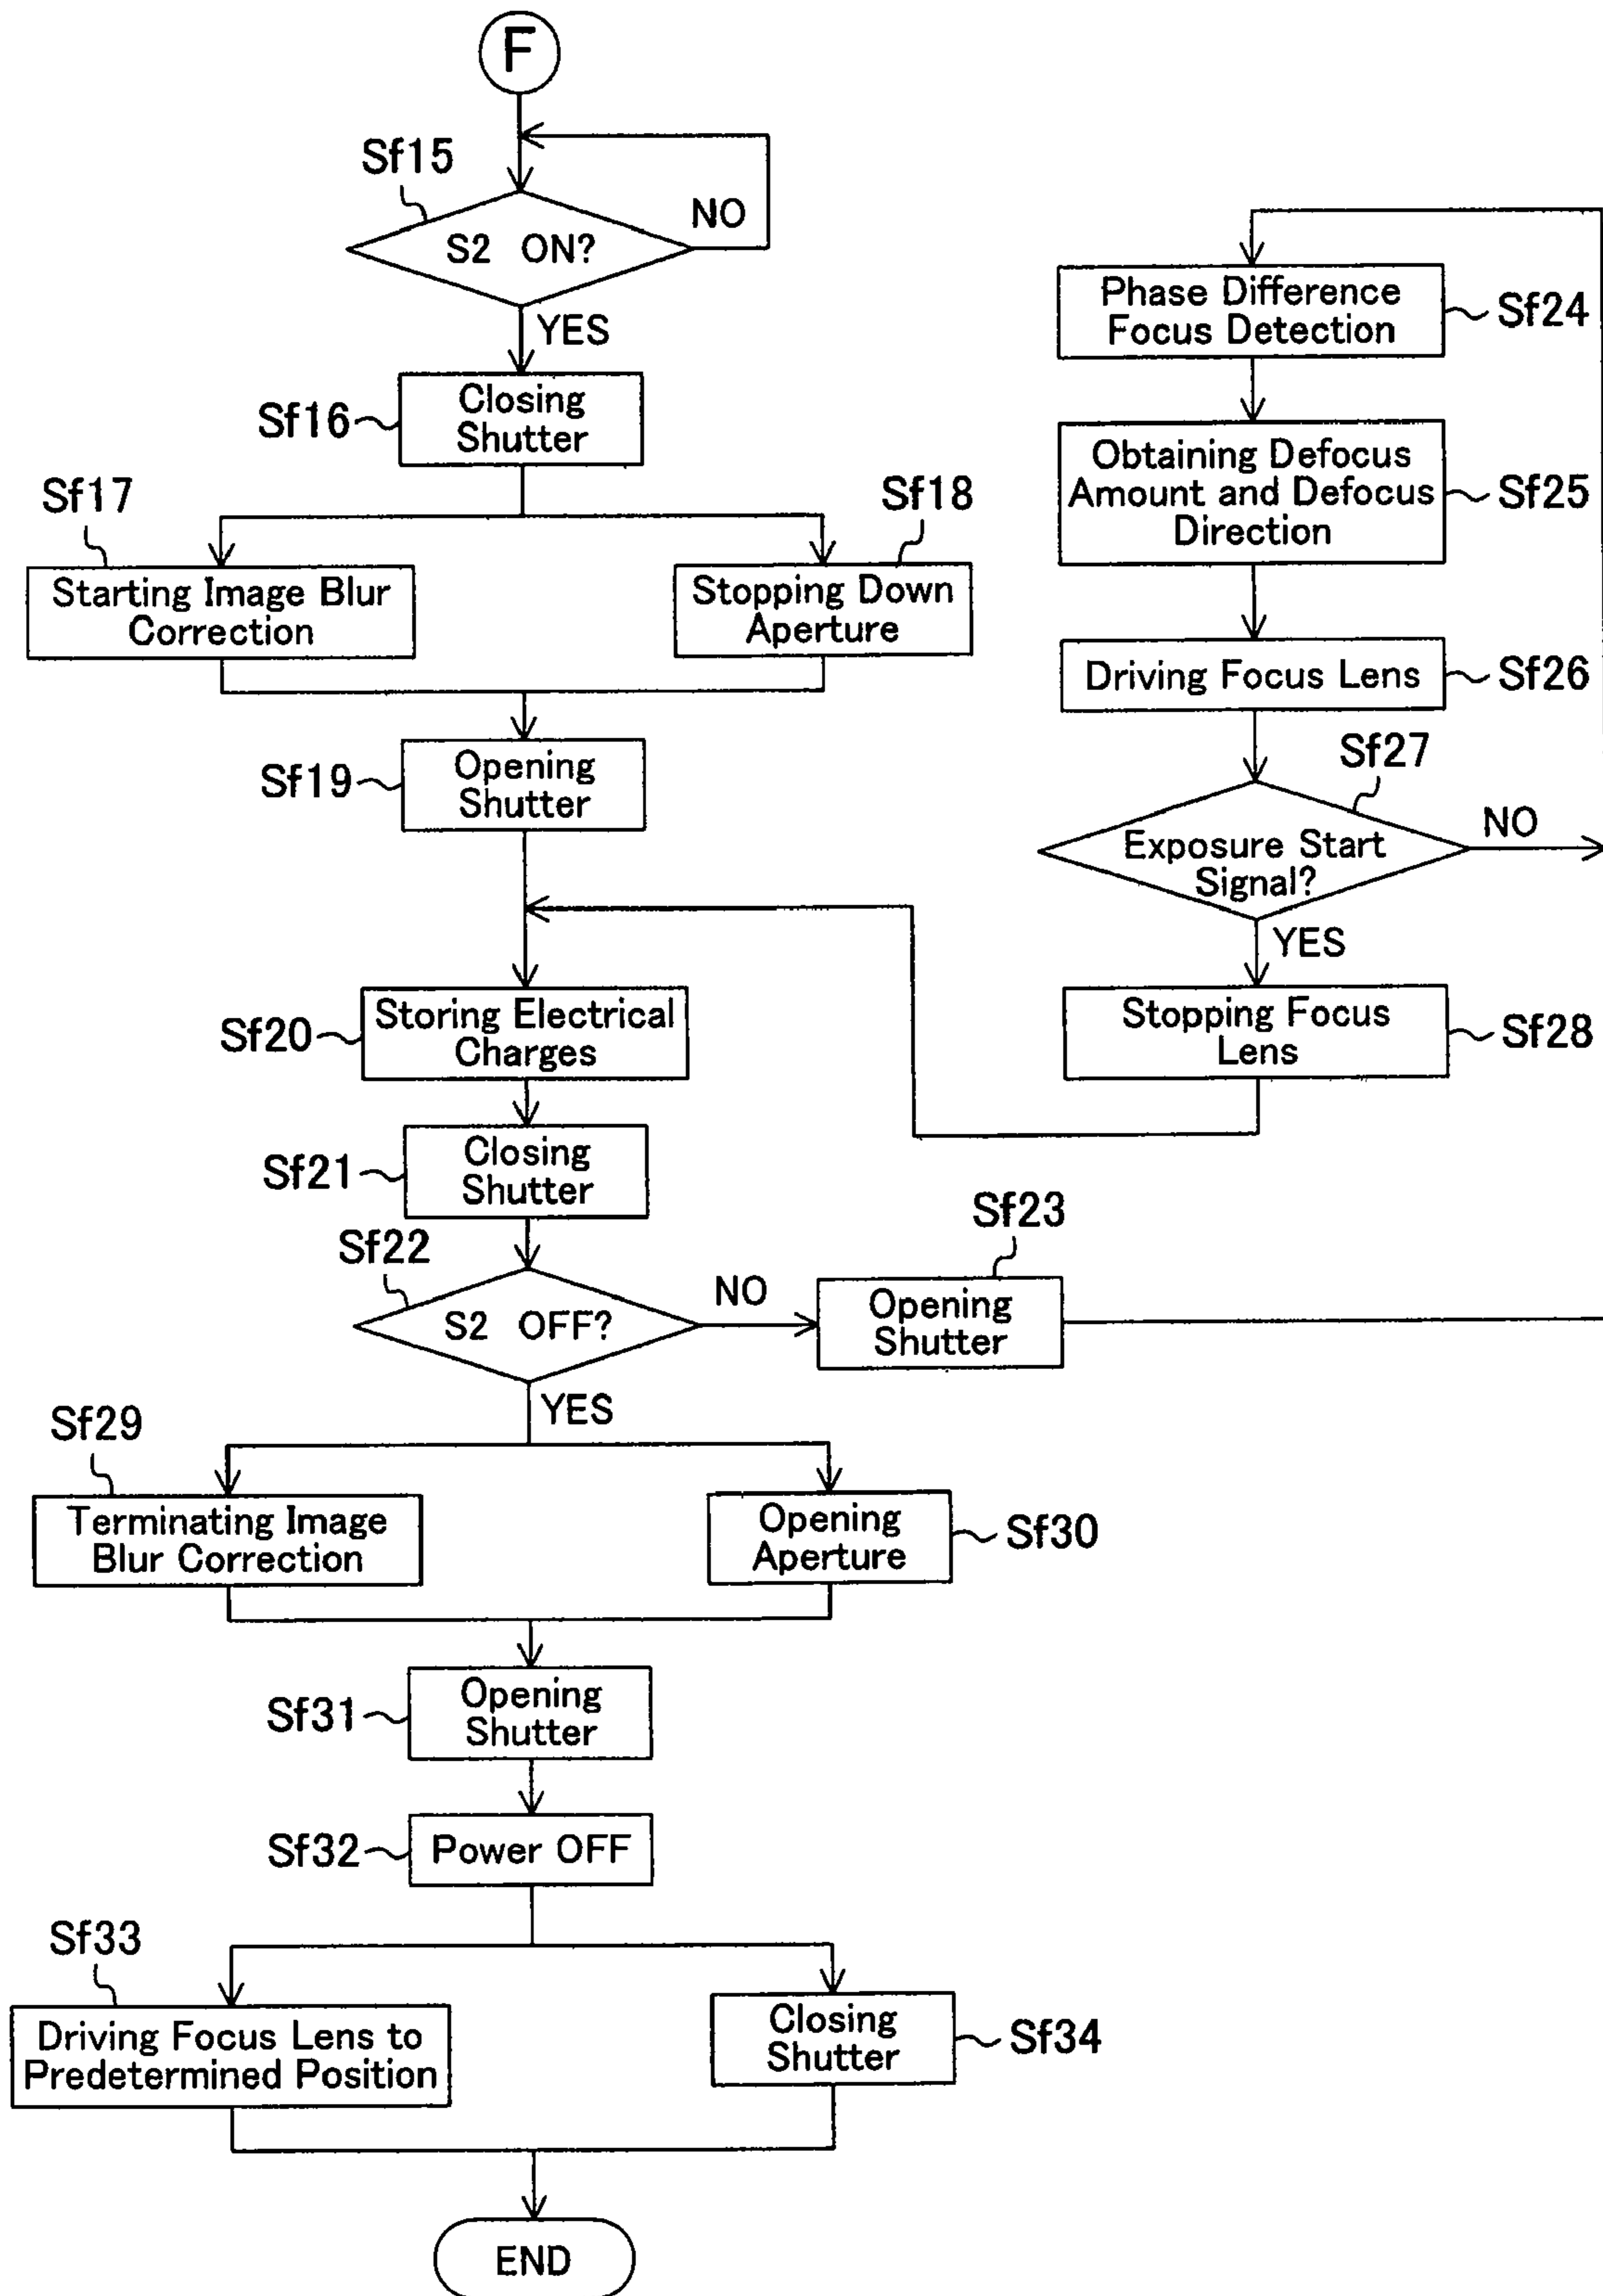 F
Sf15
S2 ON?
NO
YES
Sf16
Closing
Shutter
Sf17
Starting Image Blur
Correction
Sf18
Stopping Down
Aperture
Sf19
Opening
Shutter
Sf20
Storing Electrical
Charges
Sf21
Closing
Shutter
Sf22
S2 OFF?
NO
YES
Sf23
Opening
Shutter
Phase Difference
Focus Detection
Sf24
Obtaining Defocus
Amount and Defocus
Direction
Sf25
Driving Focus Lens
Sf26
Sf27
Exposure Start
Signal?
NO
YES
Stopping Focus
Lens
Sf28
Sf29
Terminating Image
Blur Correction
Opening
Aperture
Sf30
Sf31
Opening
Shutter
Sf32
Power OFF
Sf33
Driving Focus Lens to
Predetermined Position
Closing
Shutter
Sf34
END